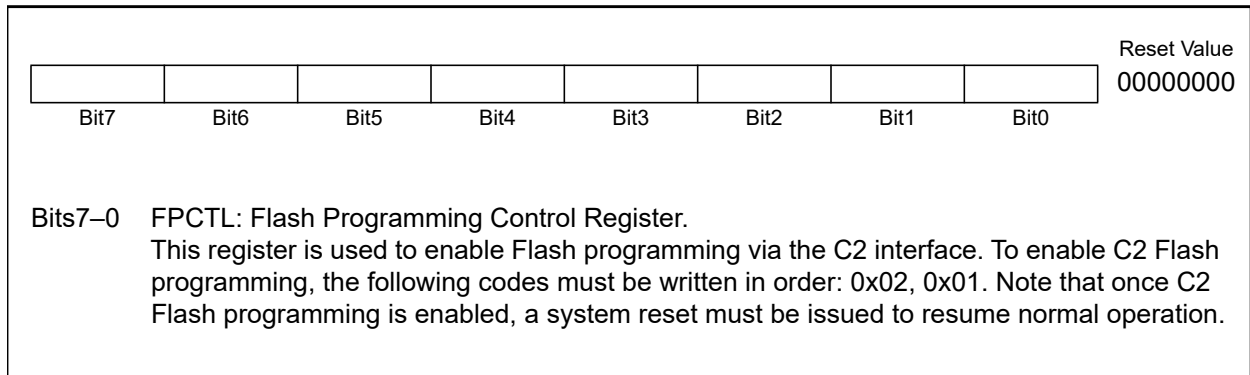 Reset Value
00000000
Bit7 Bit6 Bit5 Bit4 Bit3 Bit2 Bit1 Bit0
Bits7–0 FPCTL: Flash Programming Control Register.
This register is used to enable Flash programming via the C2 interface. To enable C2 Flash
programming, the following codes must be written in order: 0x02, 0x01. Note that once C2
Flash programming is enabled, a system reset must be issued to resume normal operation.